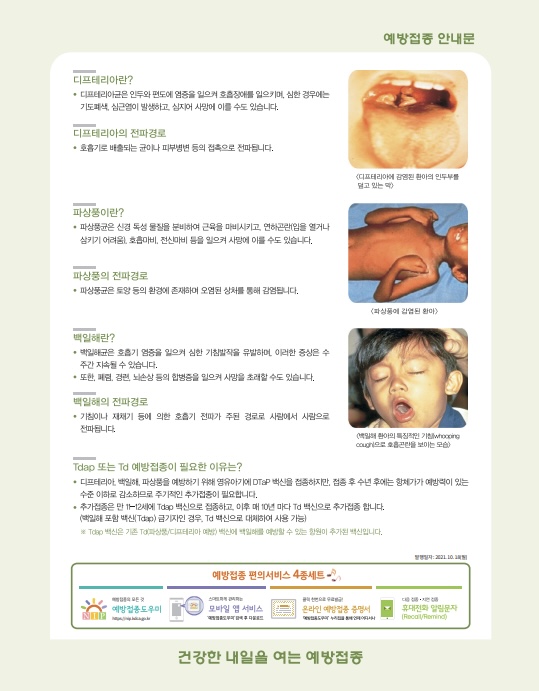 예방접종 안내문
디프테리아란?
• 디프테리아균은 인두와 편도에 염증을 일으켜 호흡장애를 일으키며, 심한 경우에는
기도폐색, 심근염이 발생하고, 심지어 사망에 이를 수도 있습니다.
디프테리아의 전파경로
• 호흡기로 배출되는 균이나 피부병변 등의 접촉으로 전파됩니다.
<디프테리아에 감염된 환아의 인두부를
덮고 있는 막>
파상풍이란?
• 파상풍균은 신경 독성 물질을 분비하여 근육을 마비시키고, 연하곤란(입을 열거나
삼키기 어려움), 호흡마비, 전신마비 등을 일으켜 사망에 이를 수도 있습니다.
파상풍의 전파경로
• 파상풍균은 토양 등의 환경에 존재하며 오염된 상처를 통해 감염됩니다.
<파상풍에 감염된 환아>
백일해란?
• 백일해균은 호흡기 염증을 일으켜 심한 기침발작을 유발하며, 이러한 증상은 수
주간 지속될 수 있습니다.
• 또한, 폐렴, 경련, 뇌손상 등의 합병증을 일으켜 사망을 초래할 수도 있습니다.
백일해의 전파경로
• 기침이나 재채기 등에 의한 호흡기 전파가 주된 경로로 사람에서 사람으로
전파됩니다.
<백일해 환아의 특징적인 기침(whooping
cough)으로 호흡곤란을 보이는 모습>
Tdap 또는 Td 예방접종이 필요한 이유는?
• 디프테리아, 백일해, 파상풍을 예방하기 위해 영유아기에 DTaP 백신을 접종하지만, 접종 후 수년 후에는 항체가가 예방력이 있는
수준 이하로 감소하므로 주기적인 추가접종이 필요합니다.
• 추가접종은 만 11~12세에 Tdap 백신으로 접종하고, 이후 매 10년 마다 Td 백신으로 추가접종 합니다.
(백일해 포함 백신(Tdap) 금기자인 경우, Td 백신으로 대체하여 사용 가능)
※ Tdap 백신은 기존 Td(파상풍/디프테리아 예방) 백신에 백일해를 예방할 수 있는 항원이 추가된 백신입니다.
발행일자: 2021. 10. 18(월)
예방접종 편의서비스 4종세트
예방접종의 모든 것
예방접종도우미
https://nip.kdca.go.kr
스마트하게 관리하는
모바일 앱 서비스
'예방접종도우미' 검색 후 다운로드
클릭 한번으로 무료발급!
온라인 예방접종 증명서
'예방접종도우미' 누리집을 통해 언제 어디서나
다음 접종・지연 접종
휴대전화 알림문자
(Recall/Remind)
NIP
건강한 내일을 여는 예방접종